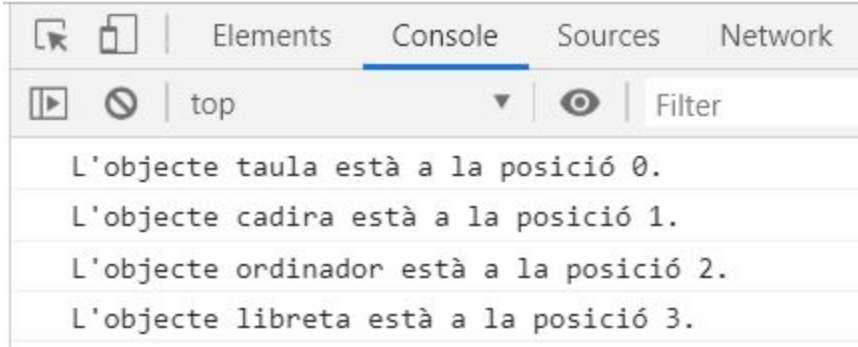 Elements Console Sources Network
top Filter
L'objecte taula està a la posició 0.
L'objecte cadira està a la posició 1.
L'objecte ordinador està a la posició 2.
L'objecte libreta està a la posició 3.